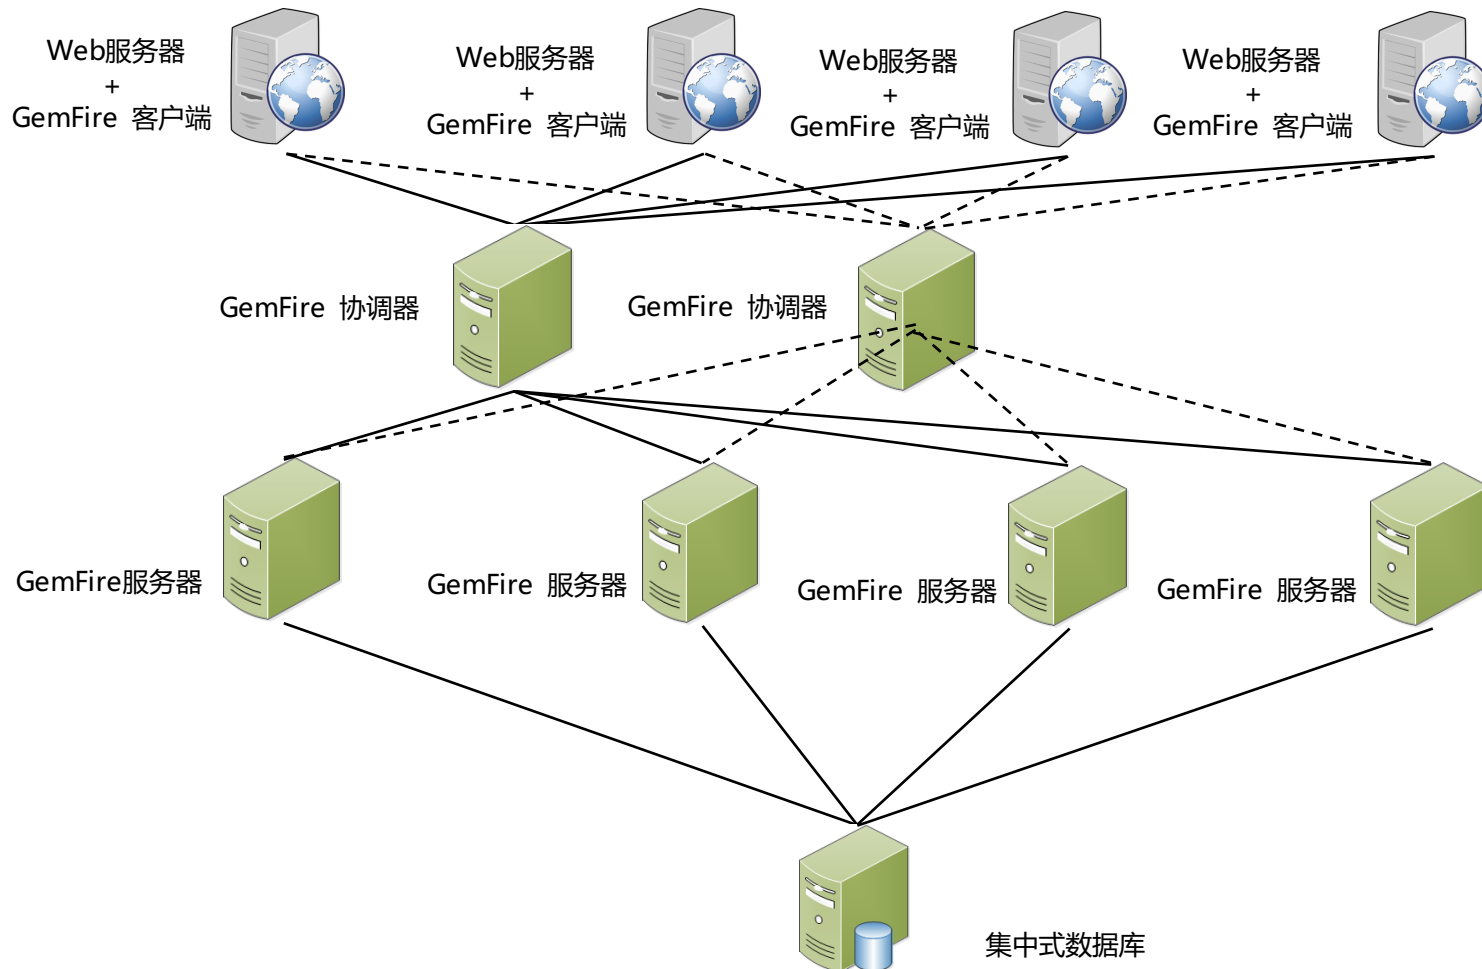 Web服务器
+
GemFire 客户端
Web服务器
+
GemFire 客户端
Web服务器
+
GemFire 客户端
Web服务器
+
GemFire 客户端
GemFire 协调器
GemFire 协调器
GemFire服务器
GemFire 服务器
GemFire 服务器
GemFire 服务器
集中式数据库